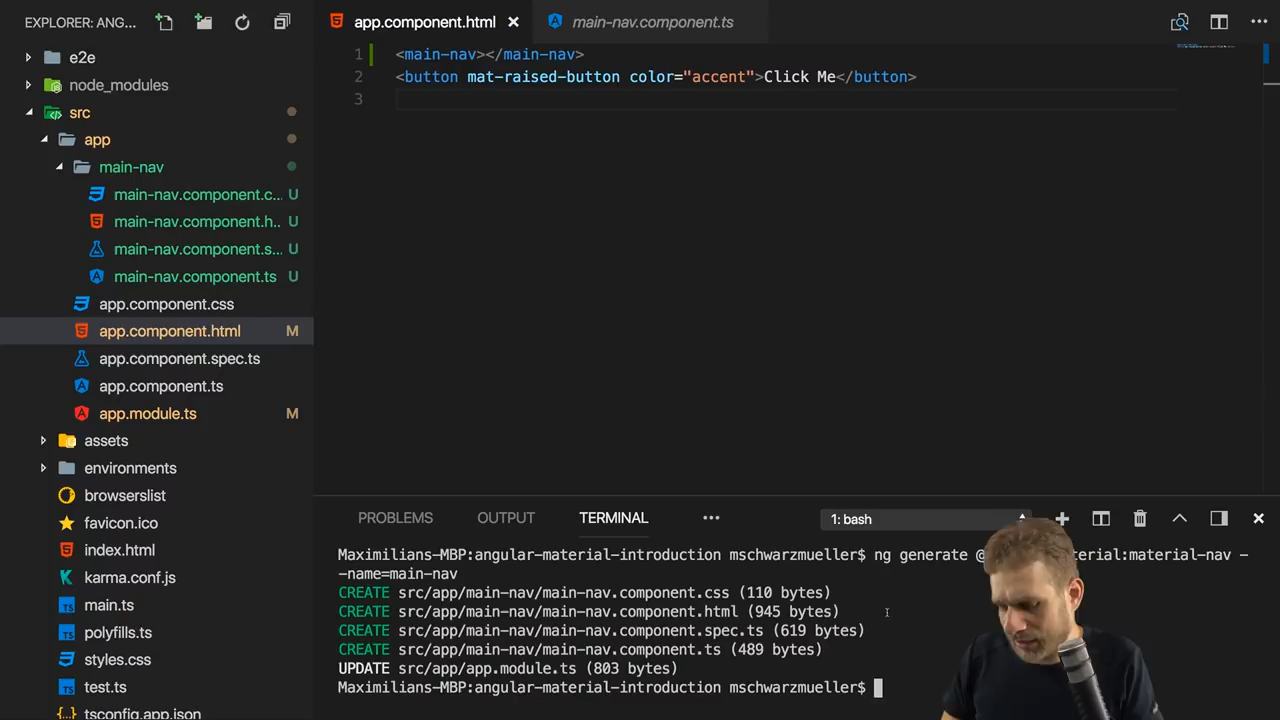 EXPLORER: ANG...
app.component.html
main-nav.component.ts
e2e
node_modules
src
app
main-nav
main-nav.component.c... U
main-nav.component.h... U
main-nav.component.s... U
main-nav.component.ts U
app.component.css
app.component.html M
app.component.spec.ts
app.component.ts
app.module.ts M
assets
environments
browserslist
favicon.ico
index.html
karma.conf.js
main.ts
polyfills.ts
styles.css
test.ts
tsconfig.app.json
1 <main-nav></main-nav>
2 <button mat-raised-button color="accent">Click Me</button>
3
PROBLEMS OUTPUT TERMINAL ••• 1: bash
Maximilians-MBP:angular-material-introduction mschwarzmueller$ ng generate @ terial:material-nav -
-name=main-nav
CREATE src/app/main-nav/main-nav.component.css (110 bytes)
CREATE src/app/main-nav/main-nav.component.html (945 bytes)
CREATE src/app/main-nav/main-nav.component.spec.ts (619 bytes)
CREATE src/app/main-nav/main-nav.component.ts (489 bytes)
UPDATE src/app/app.module.ts (803 bytes)
Maximilians-MBP:angular-material-introduction mschwarzmueller$